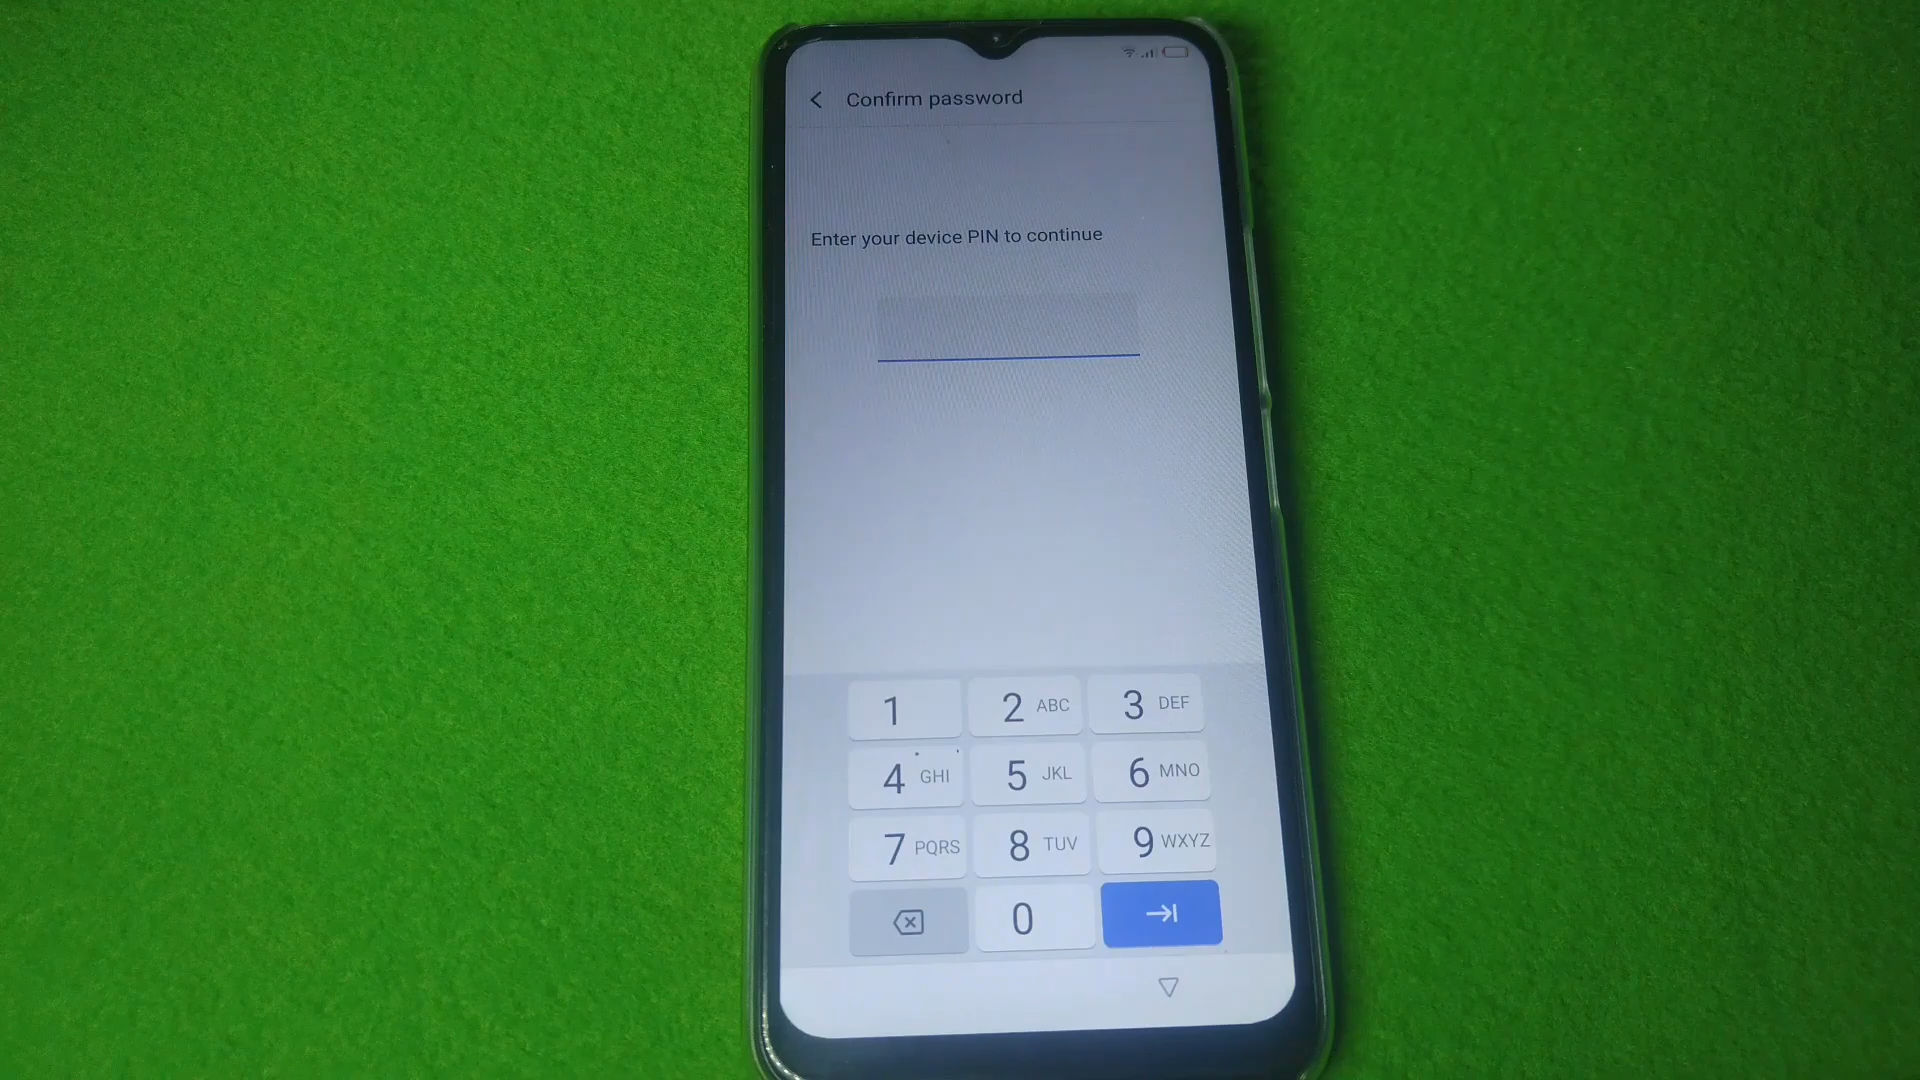 Confirm password
Enter your device PIN to continue
1 2 ABC 3 DEF
4 GHI 5 JKL 6 MNO
7 PQRS 8 TUV 9 WXYZ
0